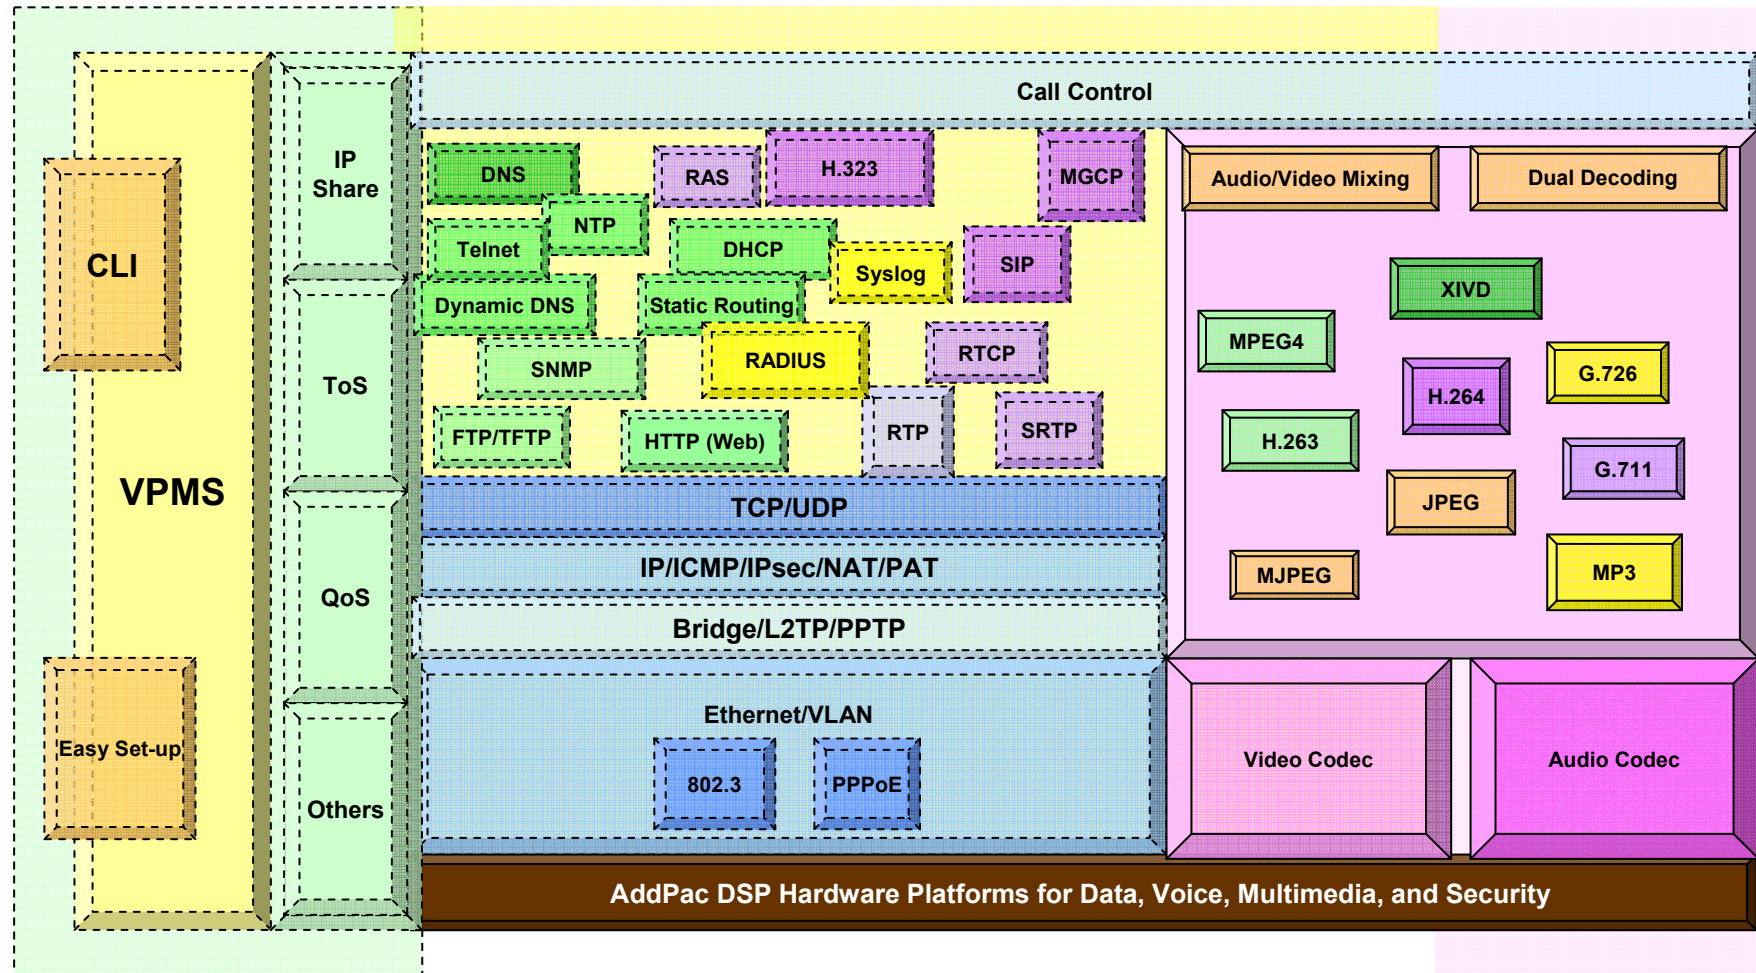 Call Control
IP
Share
DNS
RAS
H.323
MGCP
Audio/Video Mixing
Dual Decoding
CLI
NTP
Telnet
DHCP
Syslog
SIP
XIVD
Dynamic DNS
Static Routing
MPEG4
ToS
SNMP
RADIUS
RTCP
G.726
H.264
FTP/TFTP
HTTP (Web)
RTP
SRTP
H.263
G.711
VPMS
TCP/UDP
JPEG
IP/ICMP/IPsec/NAT/PAT
MJPEG
MP3
QoS
Bridge/L2TP/PPTP
Ethernet/VLAN
Easy Set-up
802.3
PPPoE
Video Codec
Audio Codec
Others
AddPac DSP Hardware Platforms for Data, Voice, Multimedia, and Security